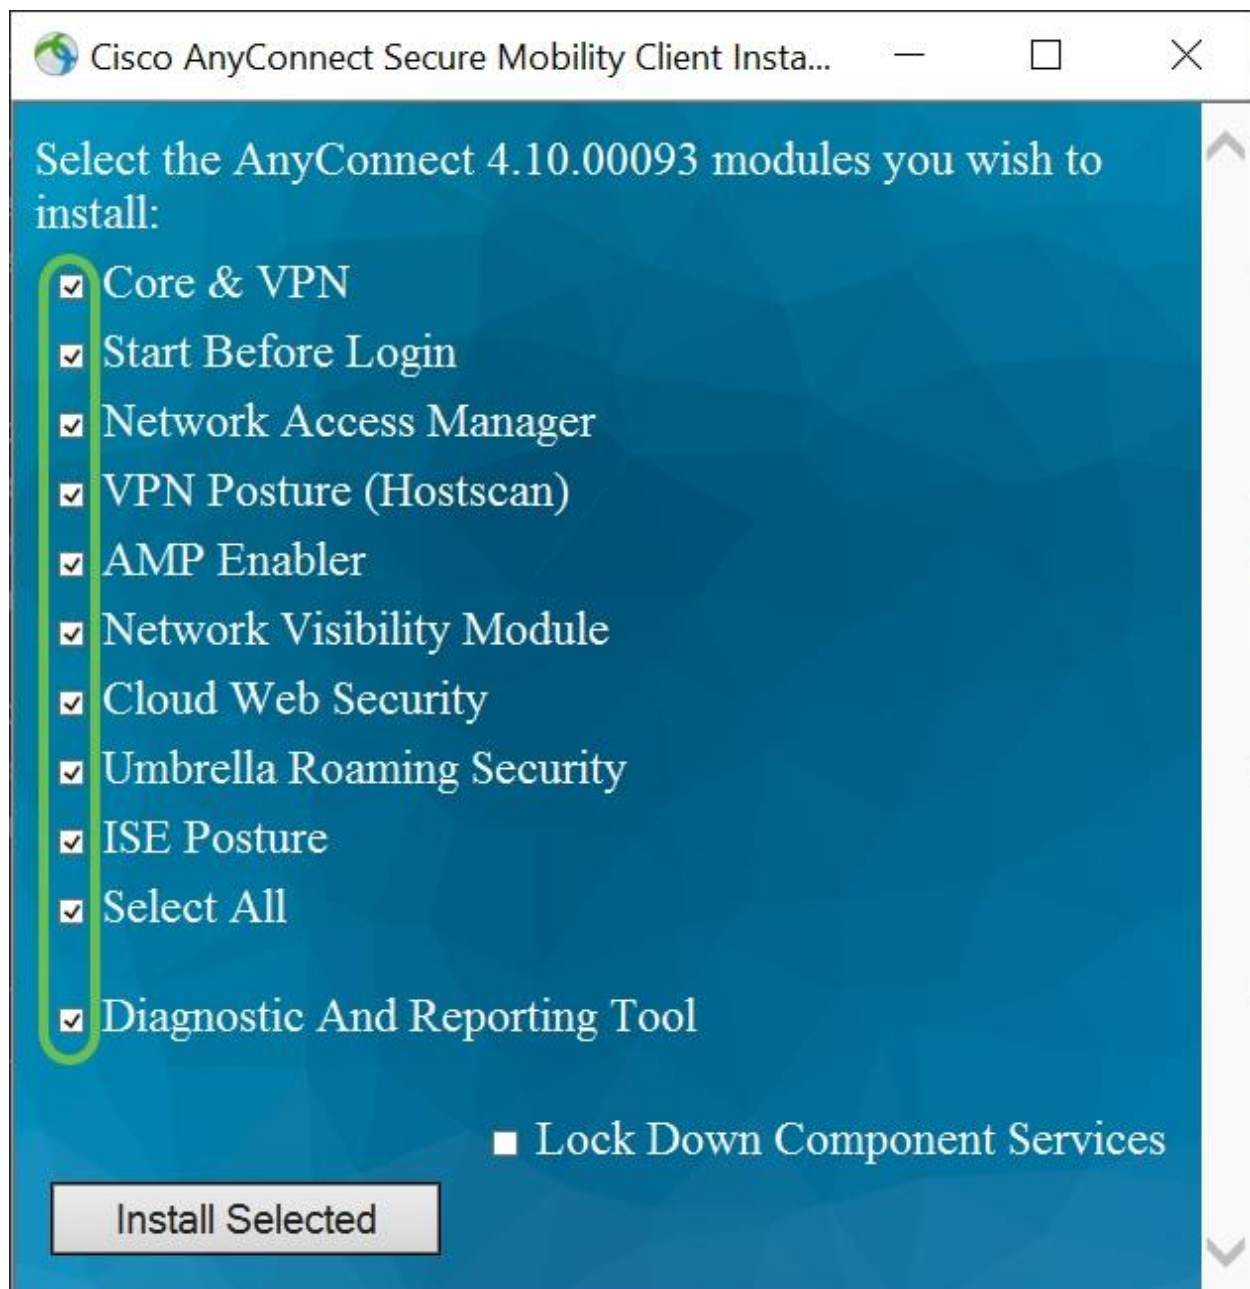 Cisco AnyConnect Secure Mobility Client Insta...
Select the AnyConnect 4.10.00093 modules you wish to
install:
Core & VPN
Start Before Login
Network Access Manager
VPN Posture (Hostscan)
AMP Enabler
Network Visibility Module
Cloud Web Security
Umbrella Roaming Security
ISE Posture
Select All
Diagnostic And Reporting Tool
Lock Down Component Services
Install Selected